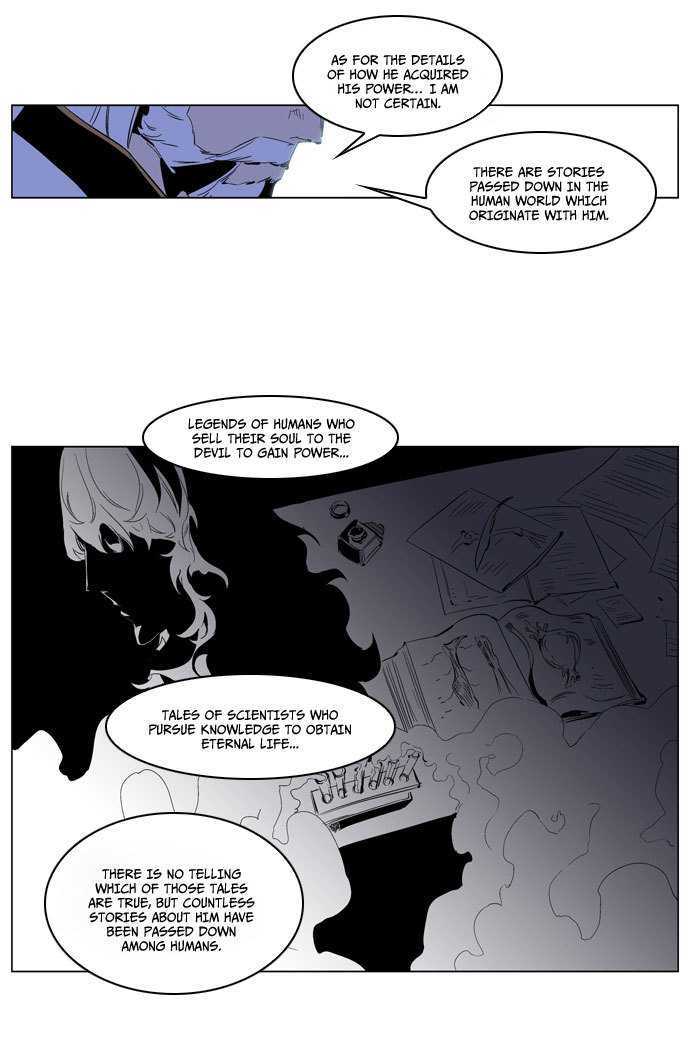 AS FOR THE DETAILS
OF HOW HE ACQUIRED
HIS POWER... I AM
NOT CERTAIN.
THERE ARE STORIES
PASSED DOWN IN THE
HUMAN WORLD WHICH
ORIGINATE WITH HIM.
LEGENDS OF HUMANS WHO
SELL THEIR SOUL TO THE
DEVIL TO GAIN POWER...
TALES OF SCIENTISTS WHO
PURSUE KNOWLEDGE TO OBTAIN
ETERNAL LIFE...
THERE IS NO TELLING
WHICH OF THOSE TALES
ARE TRUE, BUT COUNTLESS
STORIES ABOUT HIM HAVE
BEEN PASSED DOWN
AMONG HUMANS.